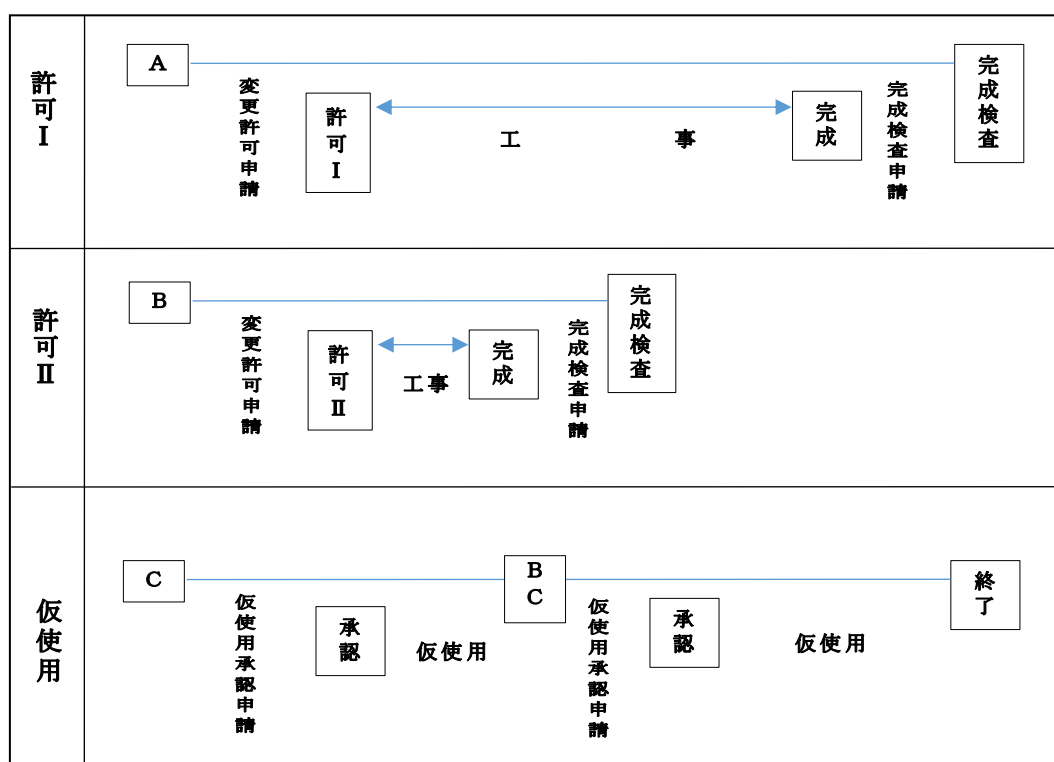 許可Ⅰ
A
変更許可申請
許可Ⅰ
工事
完成
完成検査申請
完成検査
許可Ⅱ
B
変更許可申請
許可Ⅱ
工事
完成
完成検査申請
完成検査
仮使用
C
仮使用承認申請
承認
仮使用
B
C
仮使用承認申請
承認
仮使用
終了